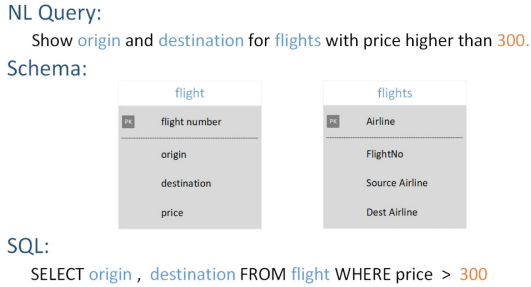 NL Query:
Show origin and destination for flights with price higher than 300.
Schema:
flight
PK flight number
origin
destination
price
flights
PK Airline
FlightNo
Source Airline
Dest Airline
SQL:
SELECT origin , destination FROM flight WHERE price > 300